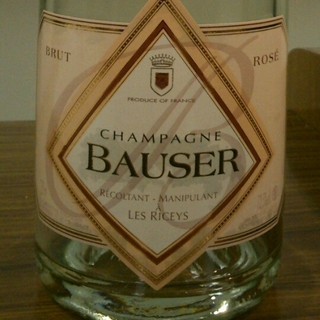 BRUT
ROSÉ
PRODUCE OF FRANCE
CHAMPAGNE
BAUSER
RÉCOLTANT - MANIPULANT
LES RICEYS